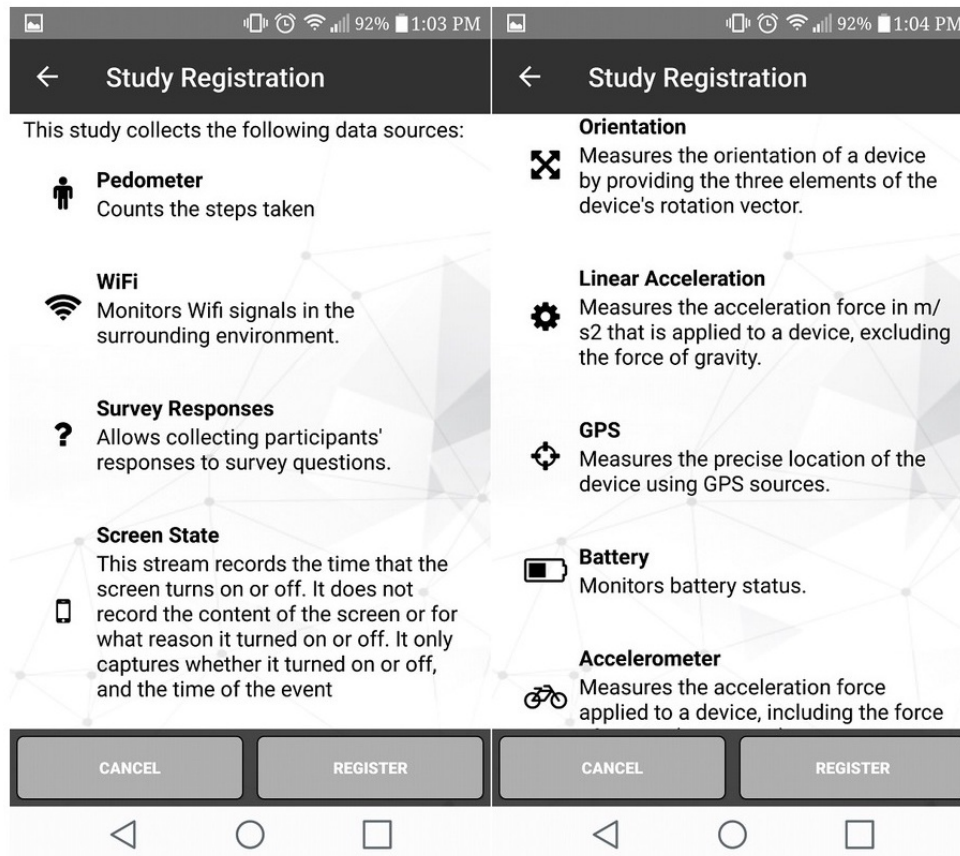 92% 1:03 PM
Study Registration
This study collects the following data sources:
Pedometer
Counts the steps taken
WiFi
Monitors Wifi signals in the
surrounding environment.
?
Survey Responses
Allows collecting participants'
responses to survey questions.
Screen State
This stream records the time that the
screen turns on or off. It does not
record the content of the screen or for
what reason it turned on or off. It only
captures whether it turned on or off,
and the time of the event
CANCEL
REGISTER
92% 1:04 PM
Study Registration
Orientation
Measures the orientation of a device
by providing the three elements of the
device's rotation vector.
Linear Acceleration
Measures the acceleration force in m/
s2 that is applied to a device, excluding
the force of gravity.
GPS
Measures the precise location of the
device using GPS sources.
Battery
Monitors battery status.
Accelerometer
Measures the acceleration force
applied to a device, including the force
CANCEL
REGISTER